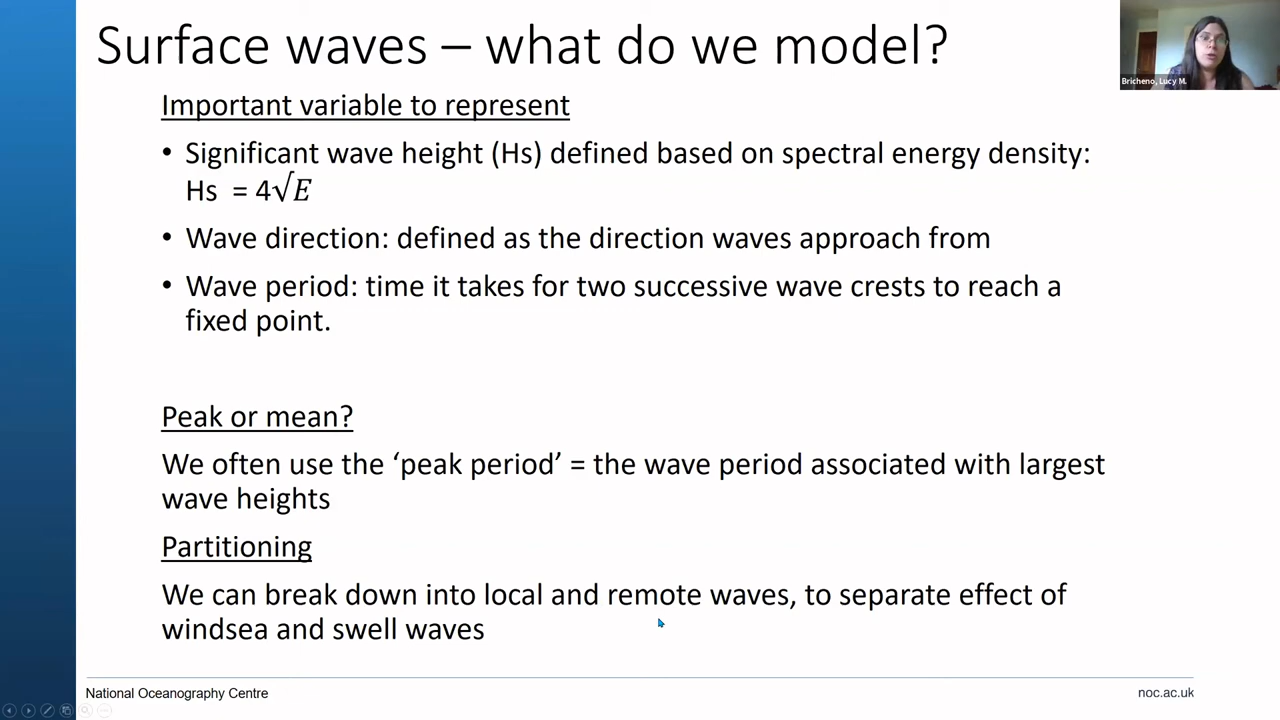 Surface waves – what do we model?
Bricheno, Lucy M.
Important variable to represent
• Significant wave height (Hs) defined based on spectral energy density:
Hs = 4√E
• Wave direction: defined as the direction waves approach from
• Wave period: time it takes for two successive wave crests to reach a
fixed point.
Peak or mean?
We often use the ‘peak period’ = the wave period associated with largest
wave heights
Partitioning
We can break down into local and remote waves, to separate effect of
windsea and swell waves
National Oceanography Centre
noc.ac.uk